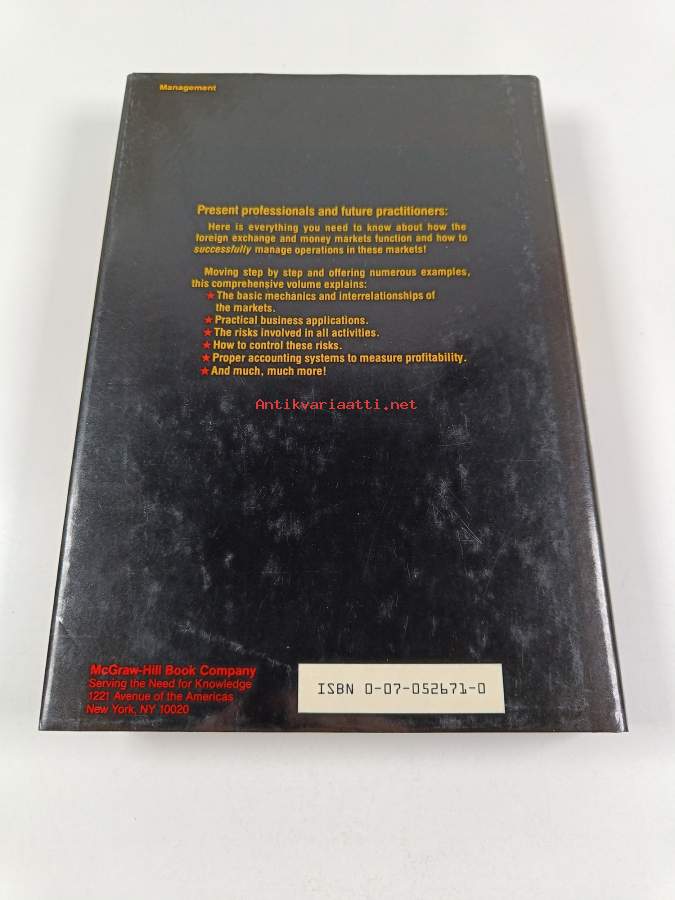 Management
Present professionals and future practitioners:
Here is everything you need to know about how the
foreign exchange and money markets function and how to
successfully manage operations in these markets!
Moving step by step and offering numerous examples,
this comprehensive volume explains:
★ The basic mechanics and interrelationships of
the markets.
★ Practical business applications.
★ The risks involved in all activities.
★ How to control these risks.
★ Proper accounting systems to measure profitability.
★ And much, much more!
Antikvariaatti.net
McGraw-Hill Book Company
Serving the Need for Knowledge
1221 Avenue of the Americas
New York, NY 10020
ISBN 0-07-052671-0